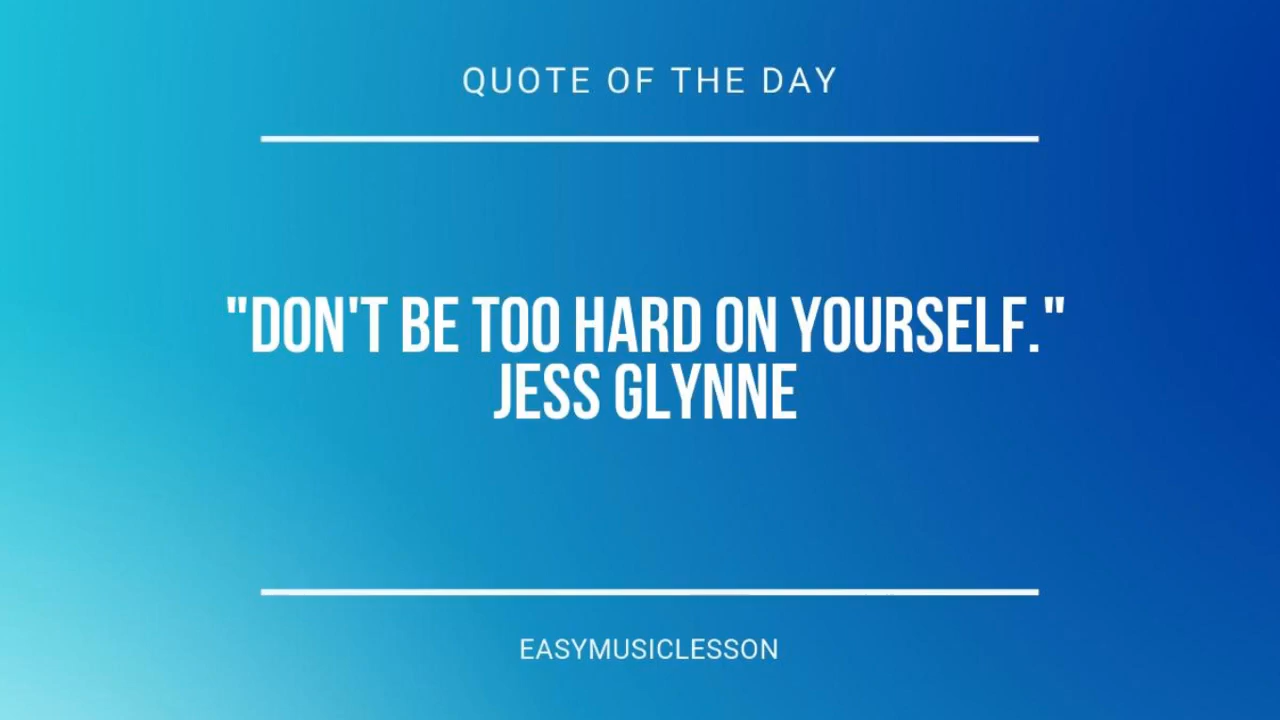 QUOTE OF THE DAY
"DON'T BE TOO HARD ON YOURSELF."
JESS GLYNNE
EASYMUSICLESSON